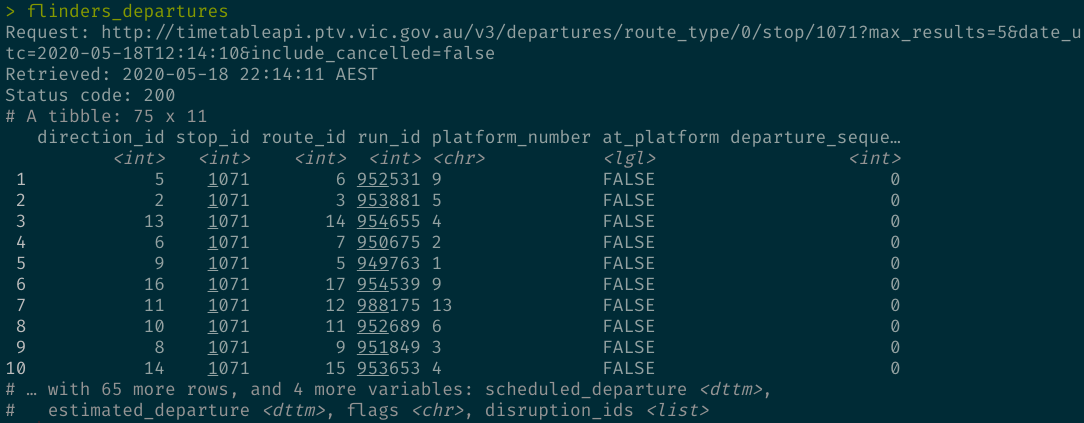 > flinders_departures
Request: http://timetableapi.ptv.vic.gov.au/v3/departures/route_type/0/stop/1071?max_results=5&date_u
tc=2020-05-18T12:14:10&include_cancelled=false
Retrieved: 2020-05-18 22:14:11 AEST
Status code: 200
# A tibble: 75 x 11
direction_id stop_id route_id run_id platform_number at_platform departure_seque…
<int> <int> <int> <int> <chr> <lgl> <int>
1 5 1071 6 952531 9 FALSE 0
2 2 1071 3 953881 5 FALSE 0
3 13 1071 14 954655 4 FALSE 0
4 6 1071 7 950675 2 FALSE 0
5 9 1071 5 949763 1 FALSE 0
6 16 1071 17 954539 9 FALSE 0
7 11 1071 12 988175 13 FALSE 0
8 10 1071 11 952689 6 FALSE 0
9 8 1071 9 951849 3 FALSE 0
10 14 1071 15 953653 4 FALSE 0
# … with 65 more rows, and 4 more variables: scheduled_departure <dttm>,
# estimated_departure <dttm>, flags <chr>, disruption_ids <list>